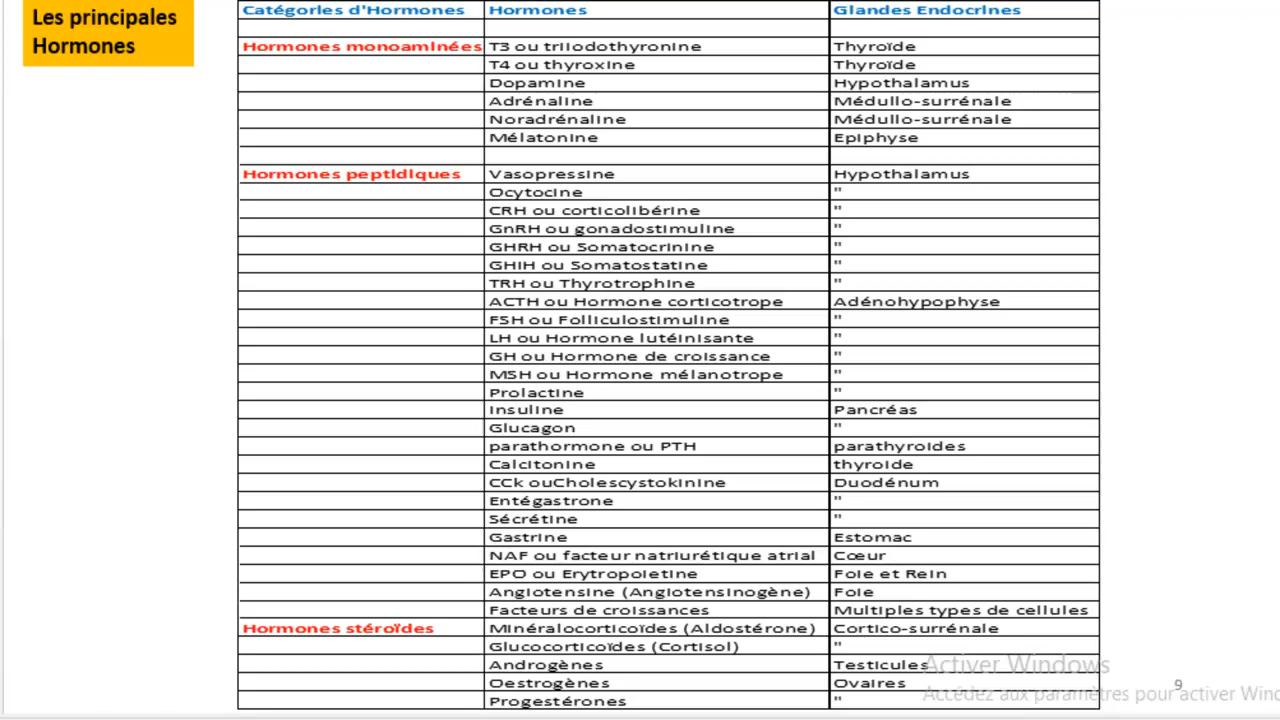 Les principales
Hormones
Catégories d'Hormones Hormones Glandes Endocrines
Hormones monoaminées T3 ou triiodothyronine Thyroïde
T4 ou thyroxine Thyroïde
Dopamine Hypothalamus
Adrénaline Médullo-surrénale
Noradrénaline Médullo-surrénale
Mélatonine Epiphyse
Hormones peptidiques Vasopressine Hypothalamus
Ocytocine "
CRH ou corticolibérine "
GnRH ou gonadostimuline "
GHRH ou Somatocrinine "
GHIH ou Somatostatine "
TRH ou Thyrotrophine "
ACTH ou Hormone corticotrope Adénohypophyse
FSH ou Folliculostimuline "
LH ou Hormone lutéinisante "
GH ou Hormone de croissance "
MSH ou Hormone mélanotrope "
Prolactine "
Insuline Pancréas
Glucagon "
parathormone ou PTH parathyroides
Calcitonine thyroide
CCk ouCholescystokinine Duodénum
Entégastrone "
Sécrétine "
Gastrine Estomac
NAF ou facteur natriurétique atrial Cœur
EPO ou Erytropoietine Foie et Rein
Angiotensine (Angiotensinogène) Foie
Facteurs de croissances Multiples types de cellules
Hormones stéroïdes Minéralocorticoïdes (Aldostérone) Cortico-surrénale
Glucocorticoïdes (Cortisol) "
Androgènes Testicules
Oestrogènes Ovaires
Progestérones "
Activer Windows
9
Accédez aux paramètres pour activer Wind